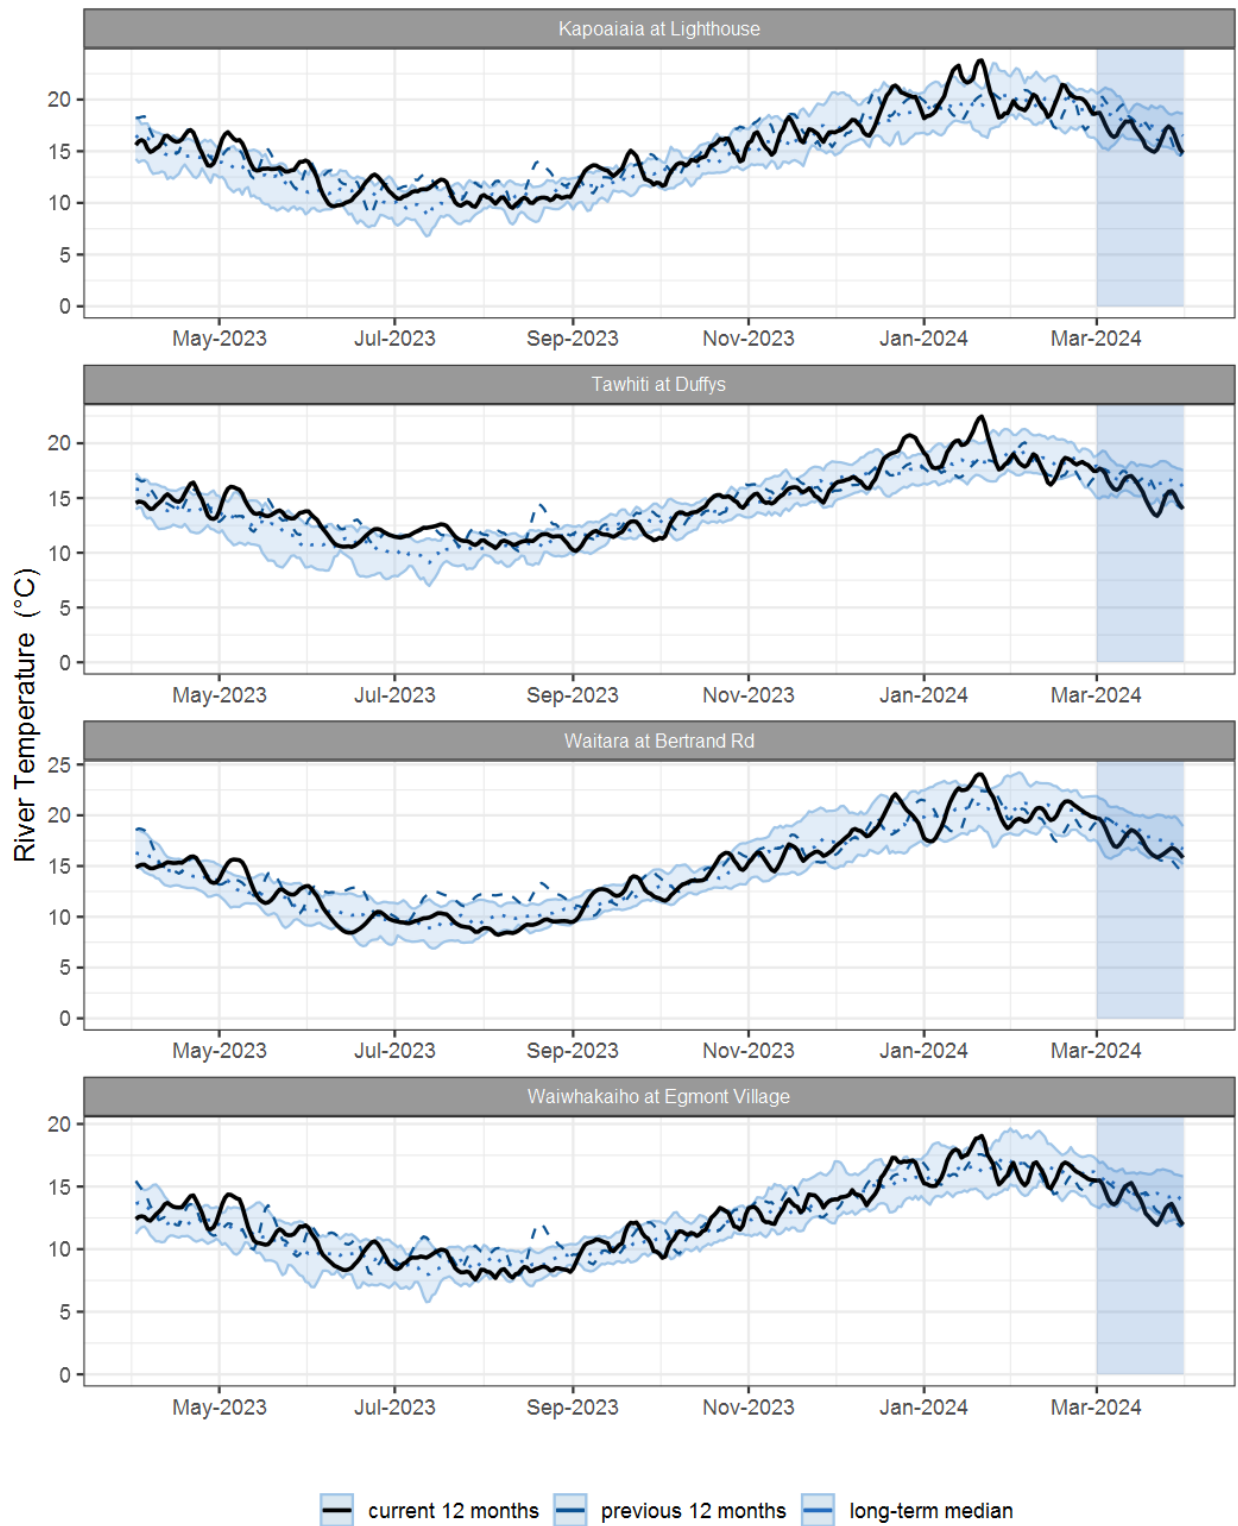 Kapoaiaia at Lighthouse
20
15
10
5
0
May-2023 Jul-2023 Sep-2023 Nov-2023 Jan-2024 Mar-2024
Tawhiti at Duffys
20
15
10
5
0
May-2023 Jul-2023 Sep-2023 Nov-2023 Jan-2024 Mar-2024
River Temperature (°C)
Waitara at Bertrand Rd
25
20
15
10
5
0
May-2023 Jul-2023 Sep-2023 Nov-2023 Jan-2024 Mar-2024
Waiwhakaiho at Egmont Village
20
15
10
5
0
May-2023 Jul-2023 Sep-2023 Nov-2023 Jan-2024 Mar-2024
current 12 months previous 12 months long-term median